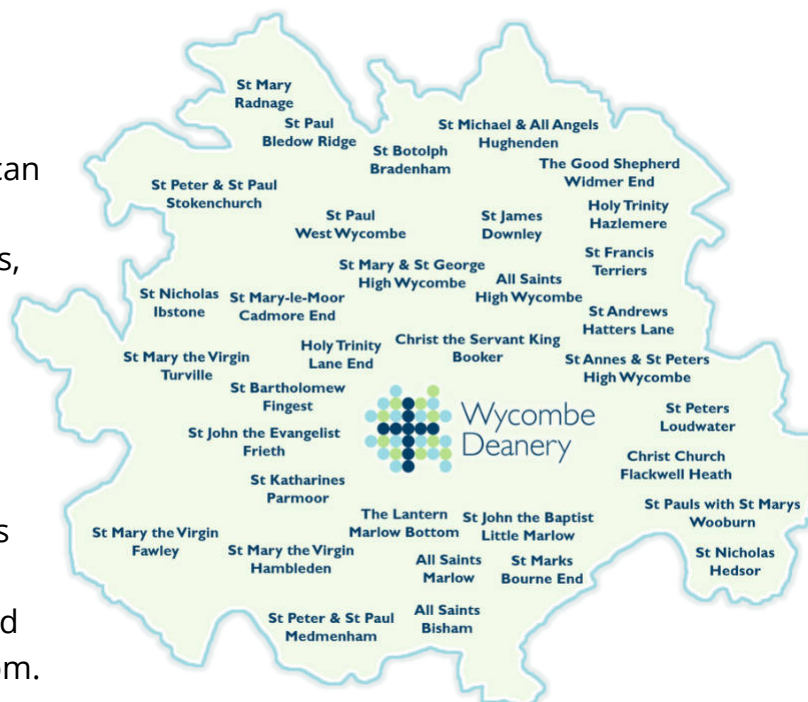 St Mary
Radnage
St Paul
Bledow Ridge
St Botolph
Bradenham
St Michael & All Angels
Hughenden
The Good Shepherd
Widmer End
St Peter & St Paul
Stokenchurch
St Paul
West Wycombe
St James
Downley
Holy Trinity
Hazlemere
St Francis
Terriers
St Mary & St George
High Wycombe
All Saints
High Wycombe
St Nicholas
Ibstone
St Mary-le-Moor
Cadmore End
St Andrews
Hatters Lane
St Mary the Virgin
Turville
Holy Trinity
Lane End
Christ the Servant King
Booker
St Annes & St Peters
High Wycombe
St Bartholomew
Fingest
Wycombe
Deanery
St Peters
Loudwater
St John the Evangelist
Frieth
Christ Church
Flackwell Heath
St Katharines
Parmoor
St Pauls with St Marys
Wooburn
The Lantern
Marlow Bottom
St John the Baptist
Little Marlow
St Mary the Virgin
Fawley
St Mary the Virgin
Hambleden
All Saints
Marlow
St Marks
Bourne End
St Nicholas
Hedsor
St Peter & St Paul
Medmenham
All Saints
Bisham